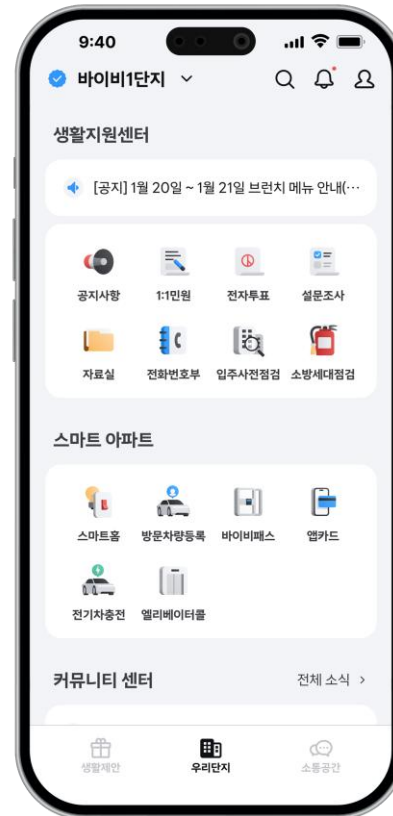 9:40
바이비1단지
생활지원센터
[공지] 1월 20일 ~ 1월 21일 브런치 메뉴 안내(···
공지사항 1:1민원 전자투표 설문조사
자료실 전화번호부 입주사전점검 소방세대점검
스마트 아파트
스마트홈 방문차량등록 바이비패스 앱카드
전기차충전 엘리베이터콜
커뮤니티 센터 전체 소식 >
생활제안 우리단지 소통공간